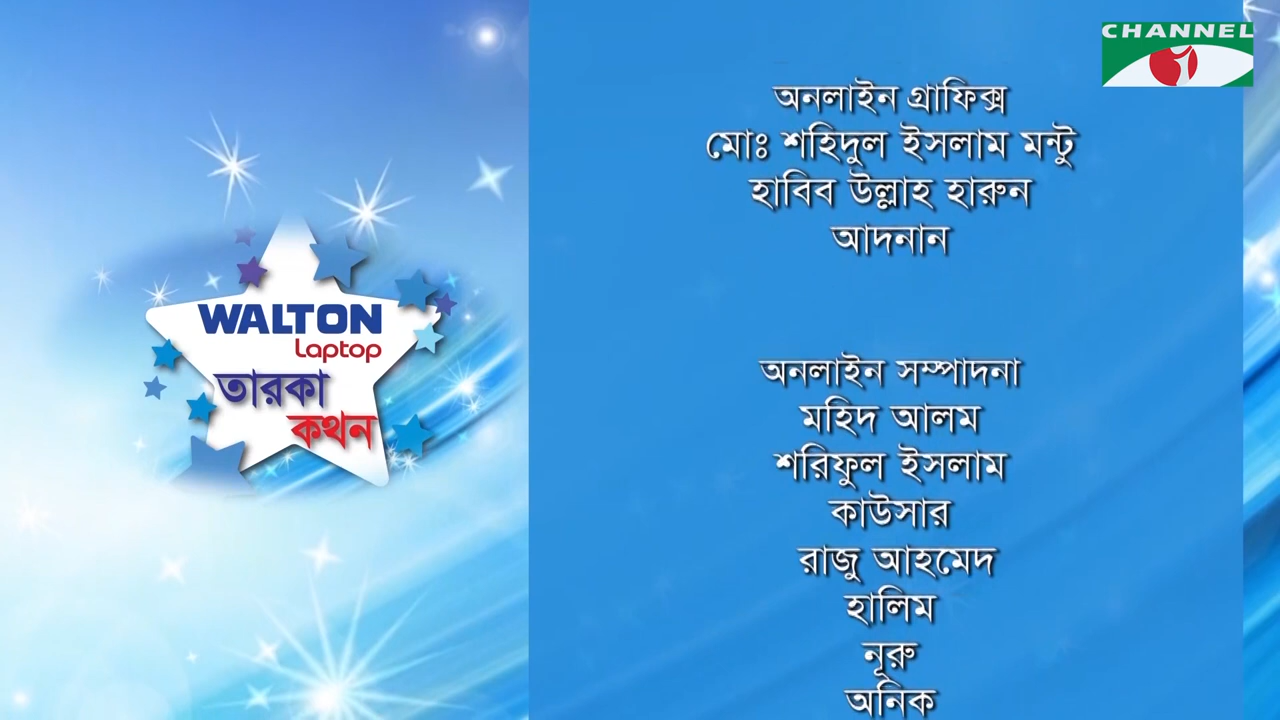 CHANNEL
WALTON
Laptop
তারকা
কথন
অনলাইন গ্রাফিক্স
মোঃ শহিদুল ইসলাম মন্টু
হাবিব উল্লাহ হারুন
আদনান
অনলাইন সম্পাদনা
মহিদ আলম
শরিফুল ইসলাম
কাউসার
রাজু আহমেদ
হালিম
নূরু
অনিক